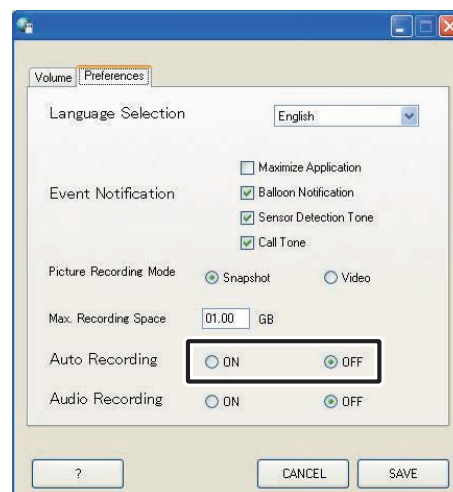 Volume Preferences
Language Selection English
Maximize Application
Event Notification
Balloon Notification
Sensor Detection Tone
Call Tone
Picture Recording Mode Snapshot Video
Max. Recording Space 01.00 GB
Auto Recording ON OFF
Audio Recording ON OFF
? CANCEL SAVE